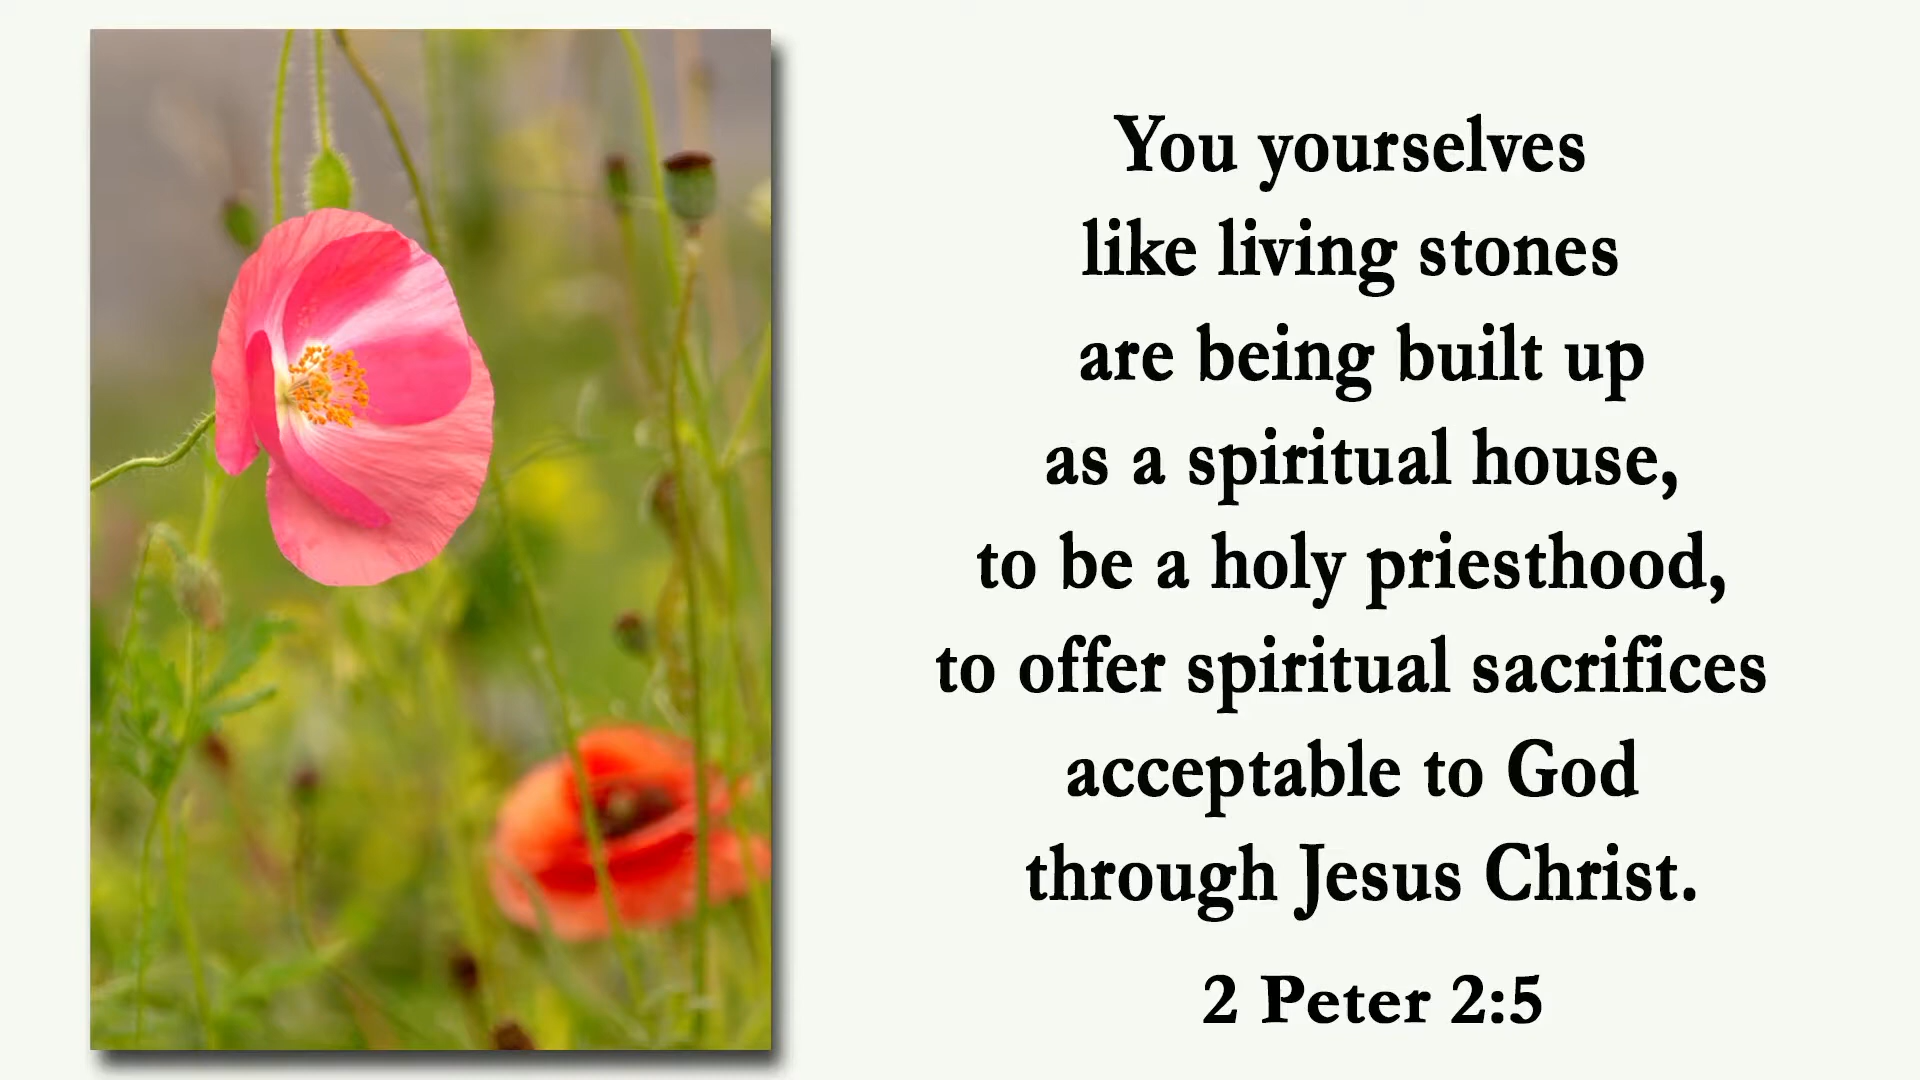 You yourselves
like living stones
are being built up
as a spiritual house,
to be a holy priesthood,
to offer spiritual sacrifices
acceptable to God
through Jesus Christ.
2 Peter 2:5